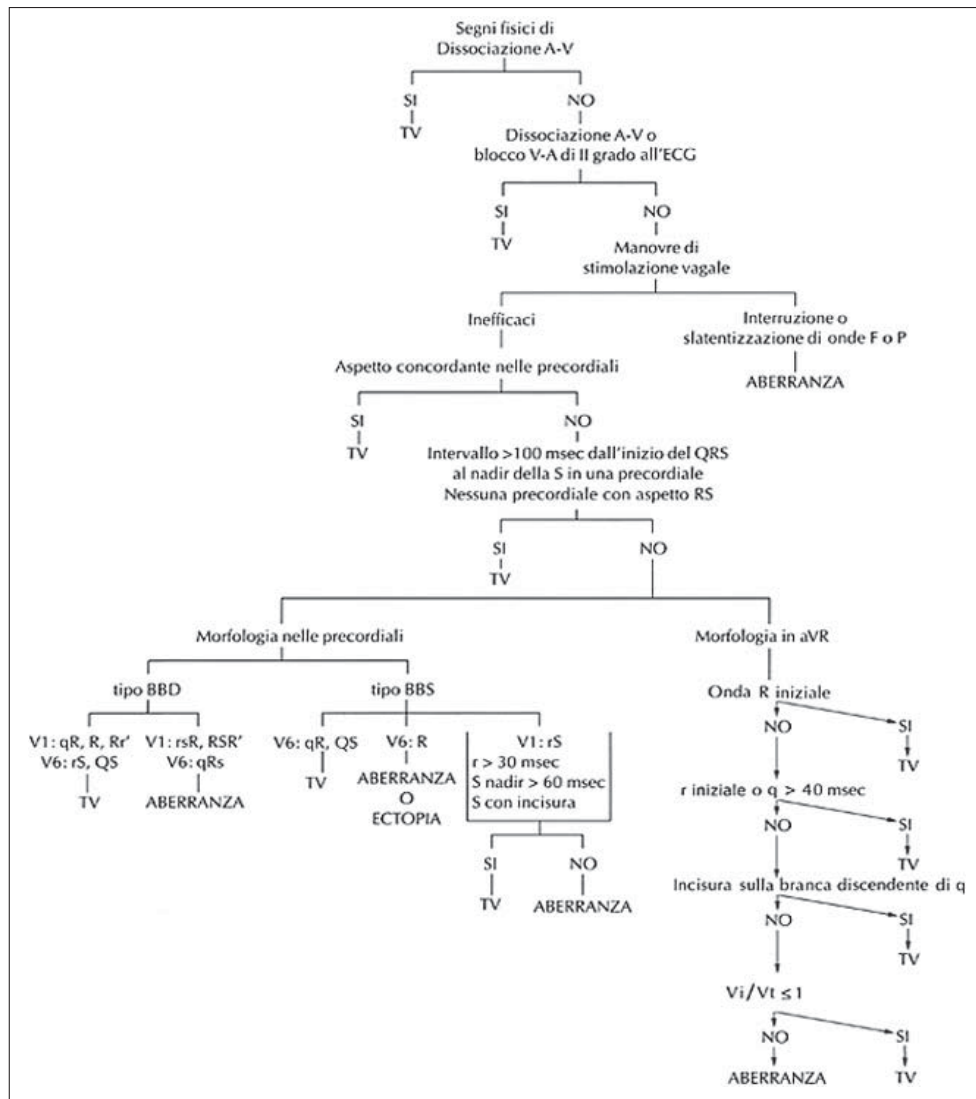 Segni fisici di
Dissociazione A-V
SI
NO
TV
Dissociazione A-V o
blocco V-A di II grado all'ECG
SI
NO
TV
Manovre di
stimolazione vagale
Inefficaci
Interruzione o
slatentizzazione di onde F o P
ABERRANZA
Aspetto concordante nelle precordiali
SI
NO
TV
Intervallo >100 msec dall'inizio del QRS
al nadir della S in una precordiale
Nessuna precordiale con aspetto RS
SI
NO
TV
Morfologia nelle precordiali
tipo BBD
V1: qR, R, Rr'
V6: rS, QS
TV
V1: rsR, RSR'
V6: qRs
ABERRANZA
tipo BBS
V6: qR, QS
TV
V6: R
ABERRANZA
O
ECTOPIA
V1: rS
r > 30 msec
S nadir > 60 msec
S con incisura
SI
NO
TV
ABERRANZA
Morfologia in aVR
Onda R iniziale
NO
SI
TV
r iniziale o q > 40 msec
NO
SI
TV
Incisura sulla branca discendente di q
NO
SI
TV
Vi/Vt ≤ 1
NO
SI
ABERRANZA
TV